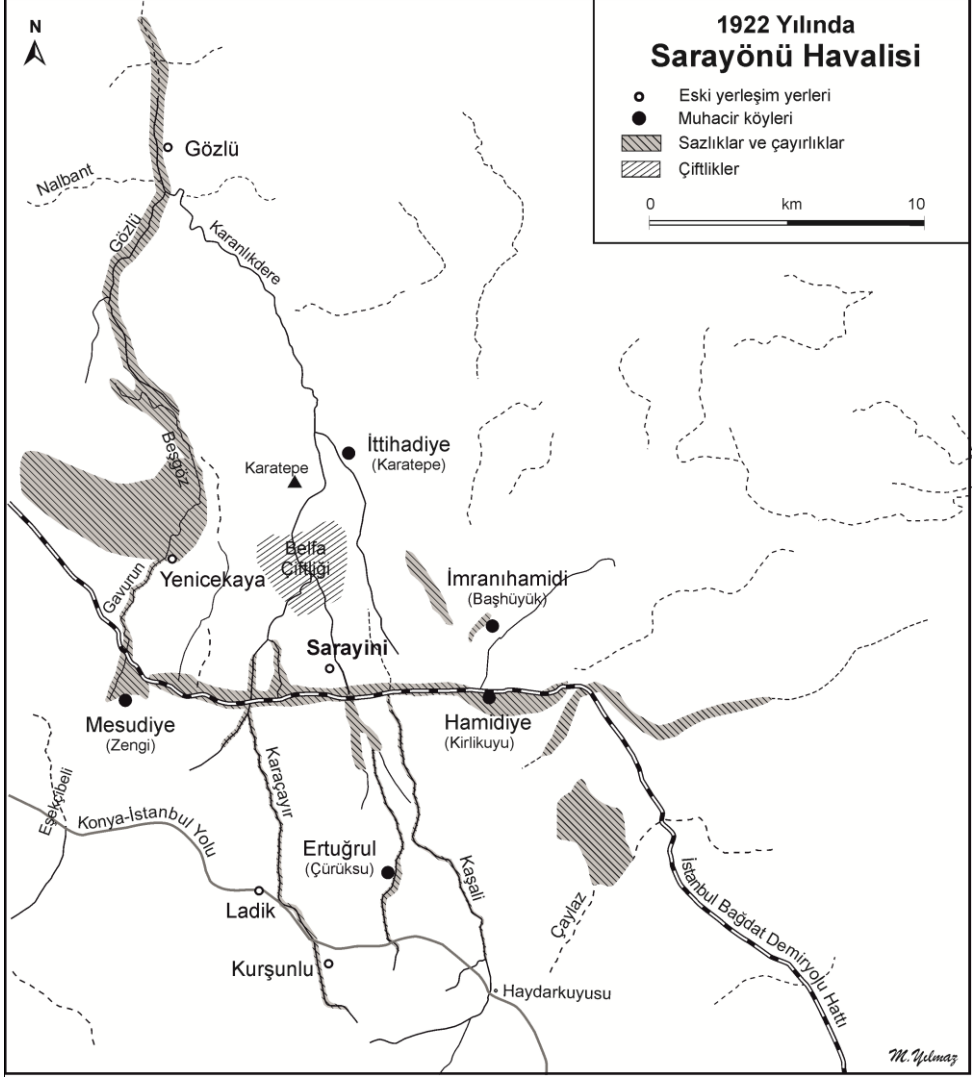 N
1922 Yılında
Sarayönü Havalisi
Eski yerleşim yerleri
Muhacir köyleri
Sazlıklar ve çayırlıklar
Çiftlikler
0 km 10
Gözlü
Nalbant
Gözlü
Karanlıkdere
Beşgöz
İttihadiye
(Karatepe)
Karatepe
Belfa
Çiftliği
Gavurun
Yenicekaya
İmranıhamidi
(Başhüyük)
Sarayini
Mesudiye
(Zengi)
Hamidiye
(Kirlikuyu)
Eşekçibeli
Konya-İstanbul Yolu
Karaçayır
Ertuğrul
(Çürüksu)
Kaşali
Ladik
Çaylaz
İstanbul Bağdat Demiryolu Hattı
Kurşunlu
Haydarkuyusu
M.Yılmaz